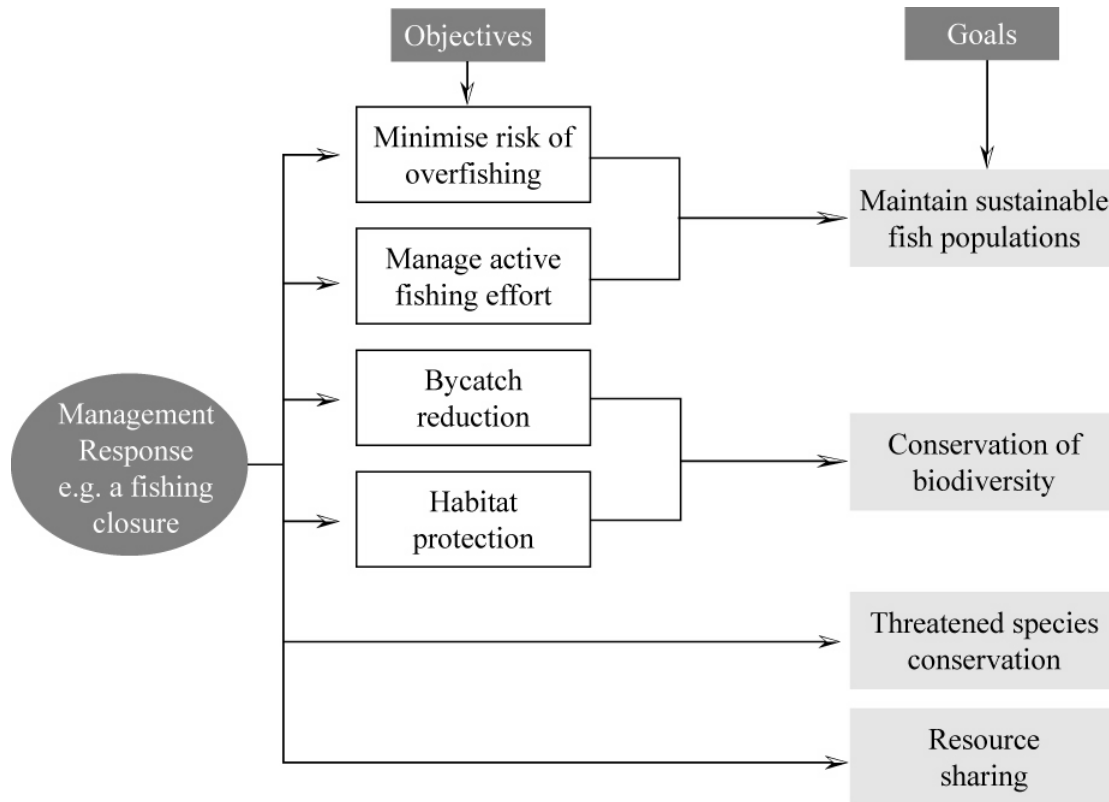 Objectives
Goals
Minimise risk of
overfishing
Maintain sustainable
fish populations
Manage active
fishing effort
Bycatch
reduction
Management
Response
e.g. a fishing
closure
Conservation of
biodiversity
Habitat
protection
Threatened species
conservation
Resource
sharing